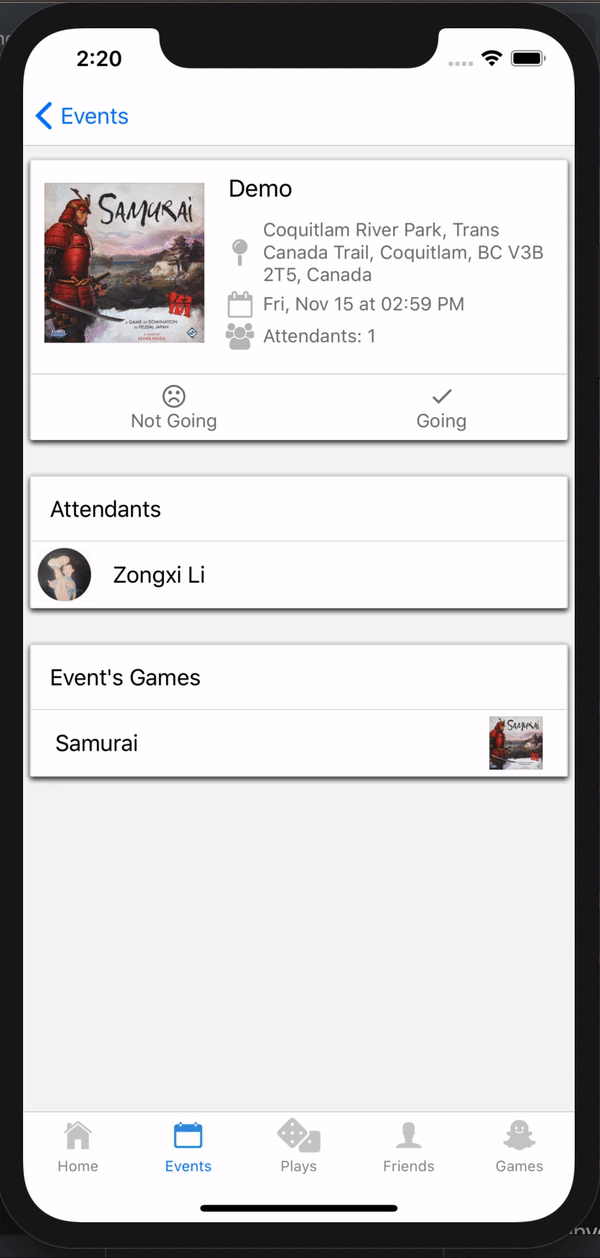 2:20
Events
Demo
SAMURAI
Coquitlam River Park, Trans
Canada Trail, Coquitlam, BC V3B
2T5, Canada
Fri, Nov 15 at 02:59 PM
Attendants: 1
A GAME OF DOMINATION
IN FEUDAL JAPAN
Not Going
Going
Attendants
Zongxi Li
Event's Games
Samurai
SAMURAI
Home
Events
Plays
Friends
Games